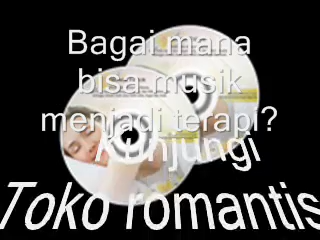 Bagaimana
bisa musik
menjadi terapi?
Kunjungi
Toko romantis